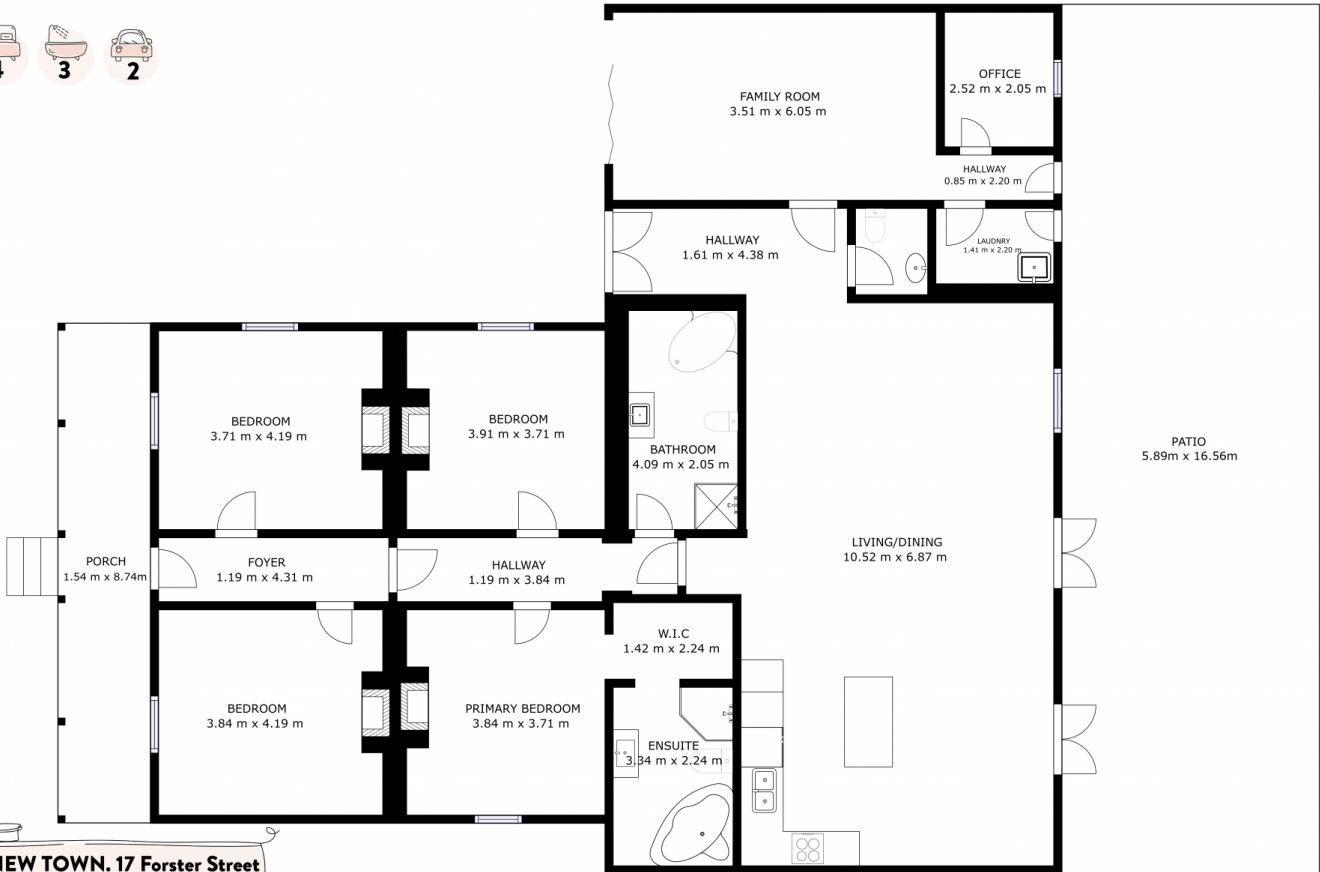 3
2
FAMILY ROOM
3.51 m x 6.05 m
OFFICE
2.52 m x 2.05 m
HALLWAY
0.85 m x 2.20 m
HALLWAY
1.61 m x 4.38 m
LAUDNRY
1.41 m x 2.20 m
BEDROOM
3.71 m x 4.19 m
BEDROOM
3.91 m x 3.71 m
BATHROOM
4.09 m x 2.05 m
PATIO
5.89m x 16.56m
PORCH
1.54 m x 8.74m
FOYER
1.19 m x 4.31 m
HALLWAY
1.19 m x 3.84 m
LIVING/DINING
10.52 m x 6.87 m
W.I.C
1.42 m x 2.24 m
BEDROOM
3.84 m x 4.19 m
PRIMARY BEDROOM
3.84 m x 3.71 m
ENSUITE
3.34 m x 2.24 m
NEW TOWN. 17 Forster Street